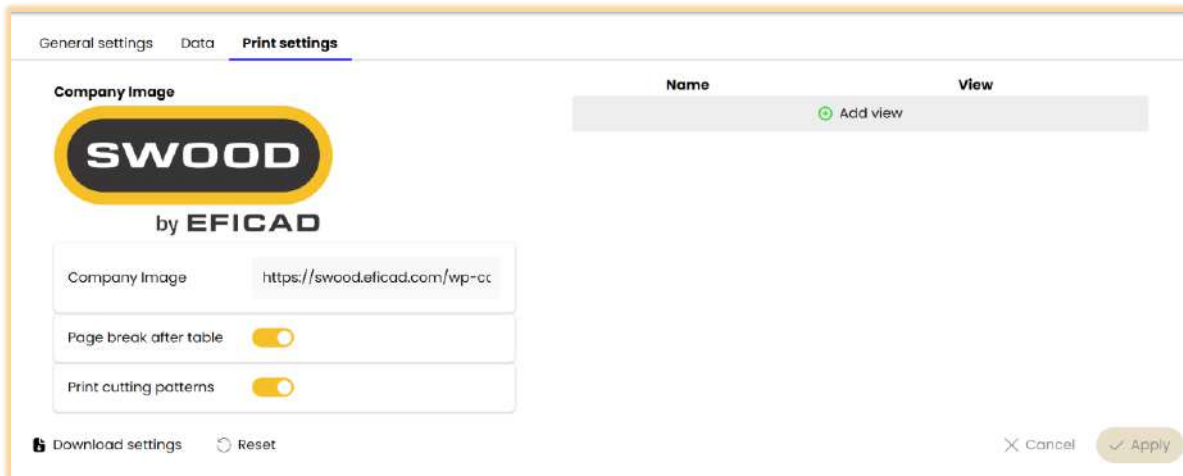 General settings Data Print settings
Company Image
SWOOD
by EFICAD
Company Image https://swood.eficad.com/wp-cc
Page break after table
Print cutting patterns
Name View
Add view
Download settings Reset
Cancel Apply